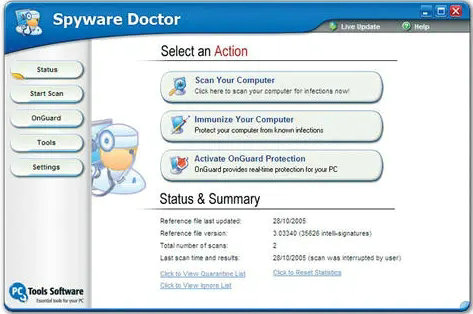 Spyware Doctor
Live Update
Help
Select an Action
Status
Start Scan
OnGuard
Tools
Settings
Scan Your Computer
Click here to scan your computer for infections now!
Immunize Your Computer
Protect your computer from known infections
Activate OnGuard Protection
OnGuard provides real-time protection for your PC
Status & Summary
Reference file last updated: 28/10/2005
Reference file version: 3.03340 (35626 intelli-signatures)
Total number of scans: 2
Last scan time and results: 28/10/2005 (scan was interrupted by user)
Click to View Quarantine List Click to Reset Statistics
Click to View Ignore List
PC Tools Software
Essential tools for your PC